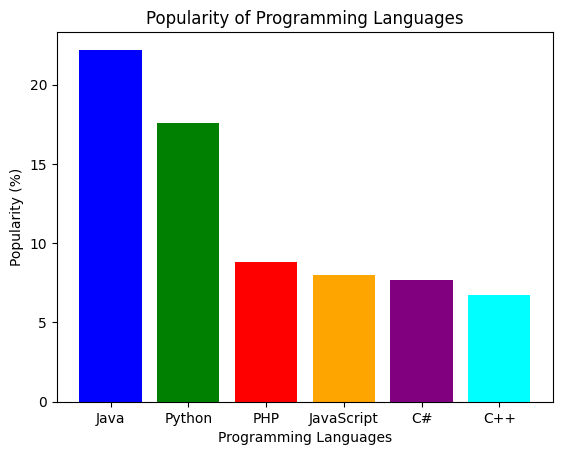 Popularity of Programming Languages
Popularity (%)
20
15
10
5
0
Java Python PHP JavaScript C# C++
Programming Languages